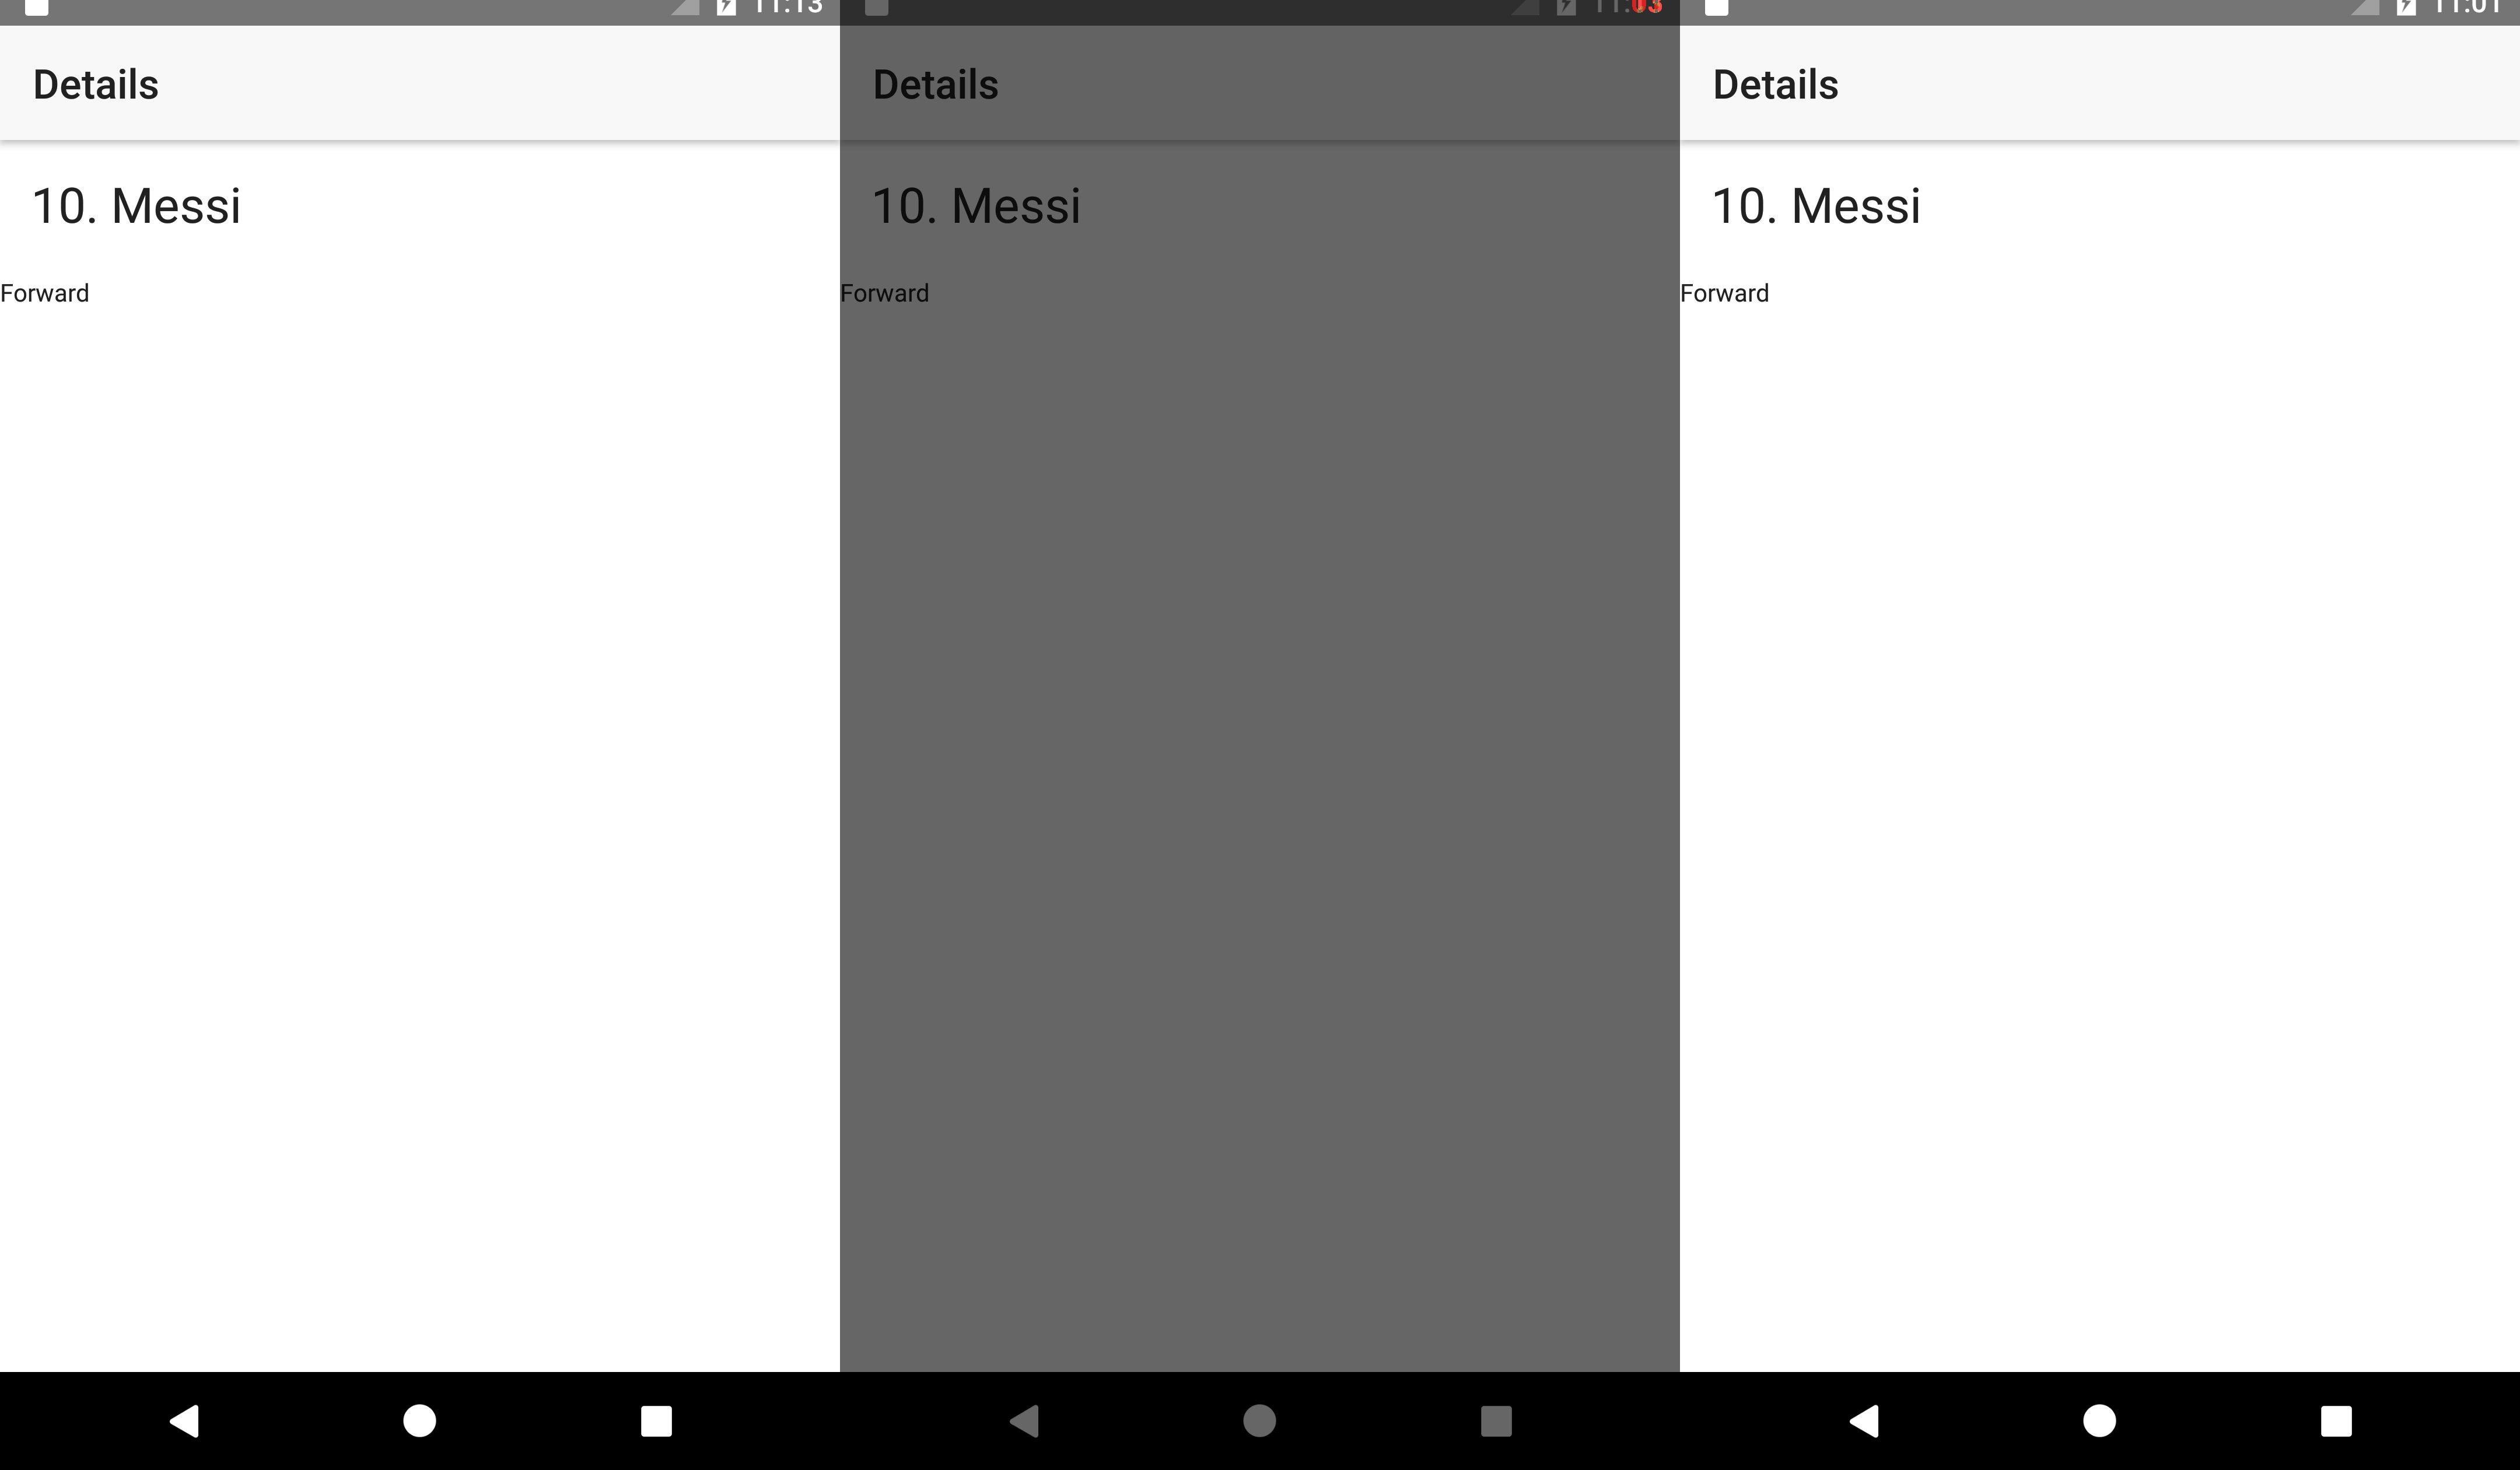 11:13
Details
10. Messi
Forward
Details
10. Messi
Forward
11:01
Details
10. Messi
Forward